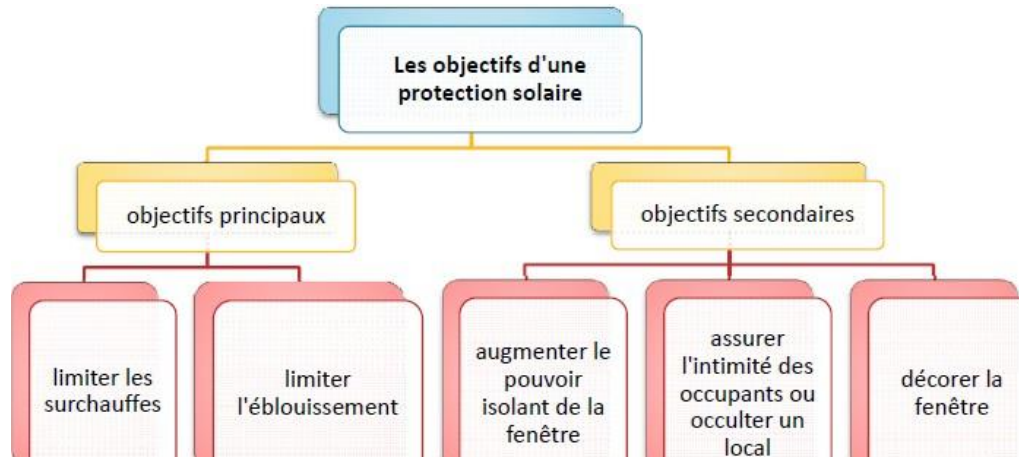 Les objectifs d'une
protection solaire
objectifs principaux
objectifs secondaires
limiter les
surchauffes
limiter
l'éblouissement
augmenter le
pouvoir
isolant de la
fenêtre
assurer
l'intimité des
occupants ou
occulter un
local
décorer la
fenêtre